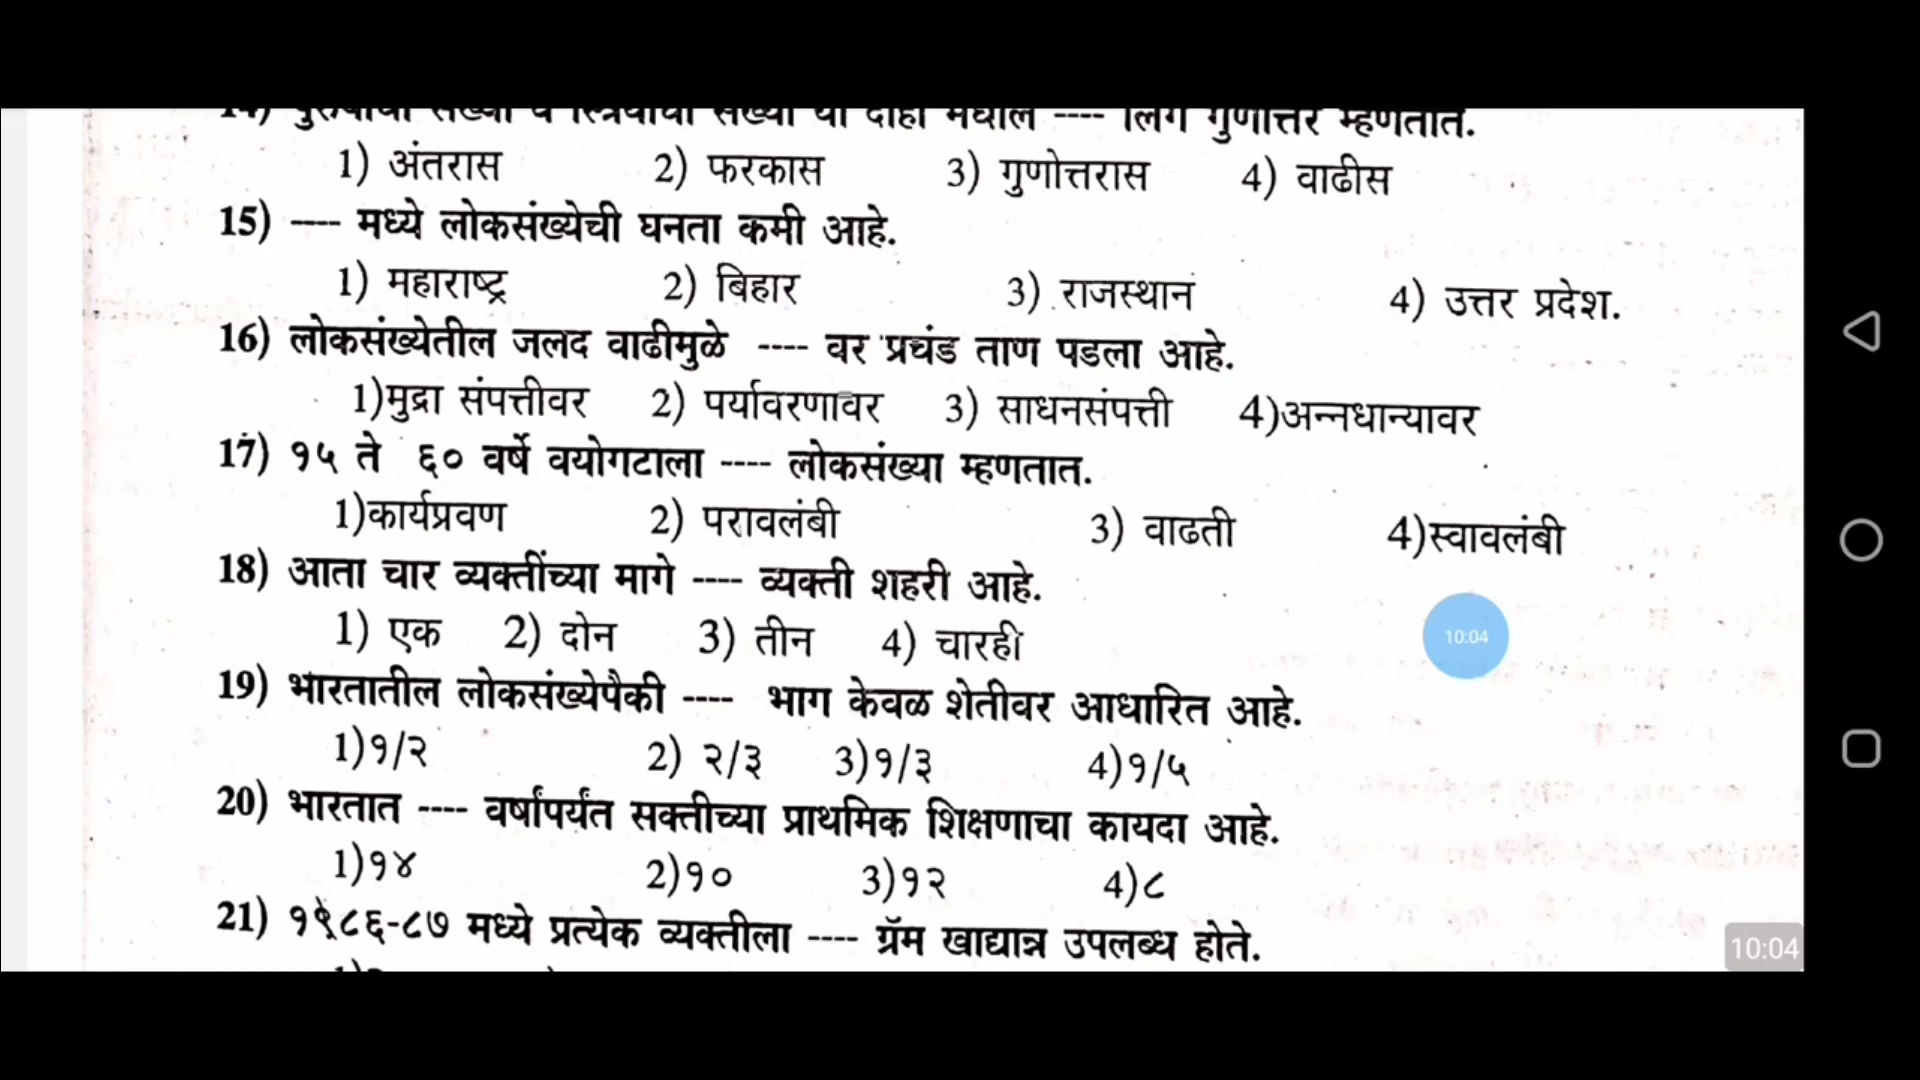 14) पुरुषांची संख्या व स्त्रियांची संख्या या दोहों मधील ---- लिंग गुणोत्तर म्हणतात.
1) अंतरास 2) फरकास 3) गुणोत्तरास 4) वाढीस
15) ---- मध्ये लोकसंख्येची घनता कमी आहे.
1) महाराष्ट्र 2) बिहार 3) राजस्थान 4) उत्तर प्रदेश.
16) लोकसंख्येतील जलद वाढीमुळे ---- वर प्रचंड ताण पडला आहे.
1)मुद्रा संपत्तीवर 2) पर्यावरणावर 3) साधनसंपत्ती 4)अन्नधान्यावर
17) १५ ते ६० वर्षे वयोगटाला ---- लोकसंख्या म्हणतात.
1)कार्यप्रवण 2) परावलंबी 3) वाढती 4)स्वावलंबी
18) आता चार व्यक्तींच्या मागे ---- व्यक्ती शहरी आहे.
1) एक 2) दोन 3) तीन 4) चारही
10:04
19) भारतातील लोकसंख्येपैकी ---- भाग केवळ शेतीवर आधारित आहे.
1)१/२ 2) २/३ 3)१/३ 4)१/५
20) भारतात ---- वर्षांपर्यंत सक्तीच्या प्राथमिक शिक्षणाचा कायदा आहे.
1)१४ 2)१० 3)१२ 4)८
21) १९८६-८७ मध्ये प्रत्येक व्यक्तीला ---- ग्रॅम खाद्यान्न उपलब्ध होते.
10:04